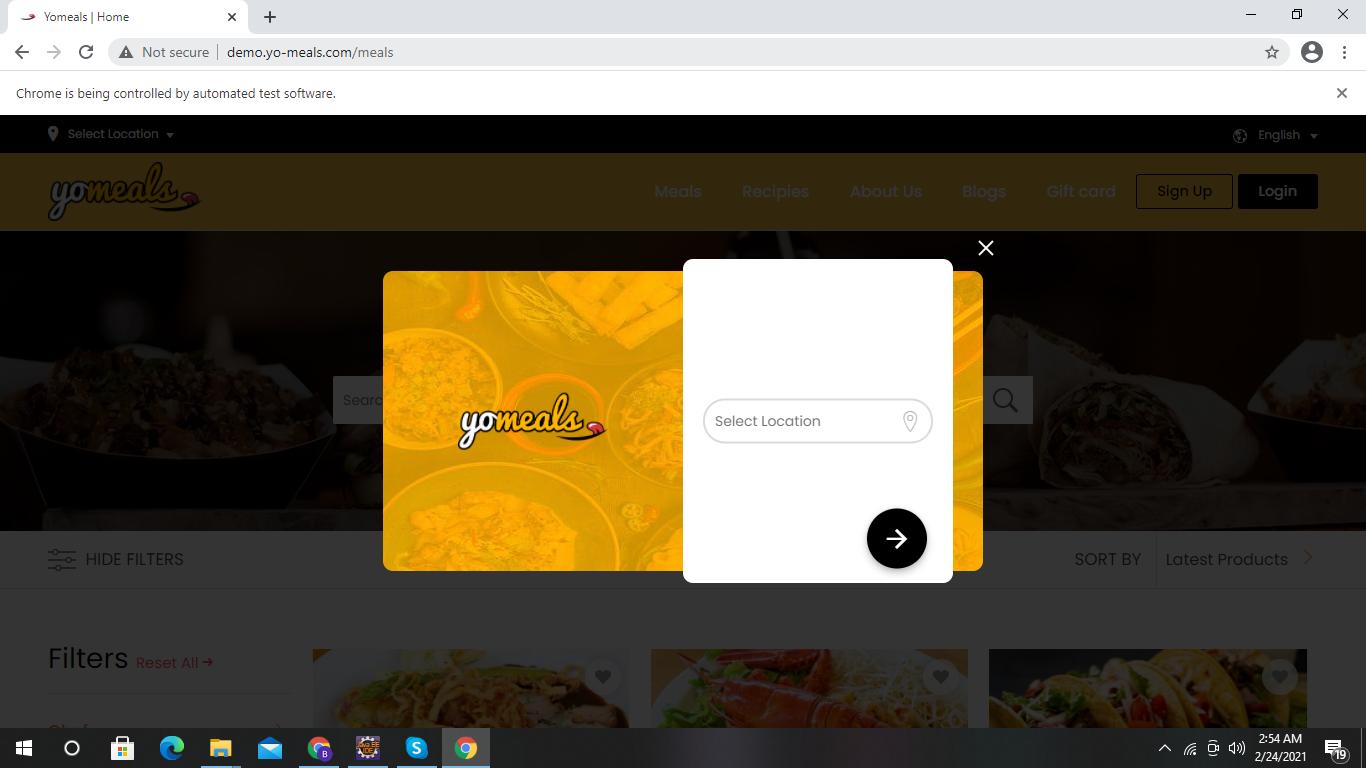 Yomeals | Home
Not secure | demo.yo-meals.com/meals
Chrome is being controlled by automated test software.
Select Location
English
yomeals
Meals
Recipies
About Us
Blogs
Gift card
Sign Up
Login
Searc
yomeals
Select Location
HIDE FILTERS
SORT BY
Latest Products
Filters
Reset All
2:54 AM
2/24/2021
19